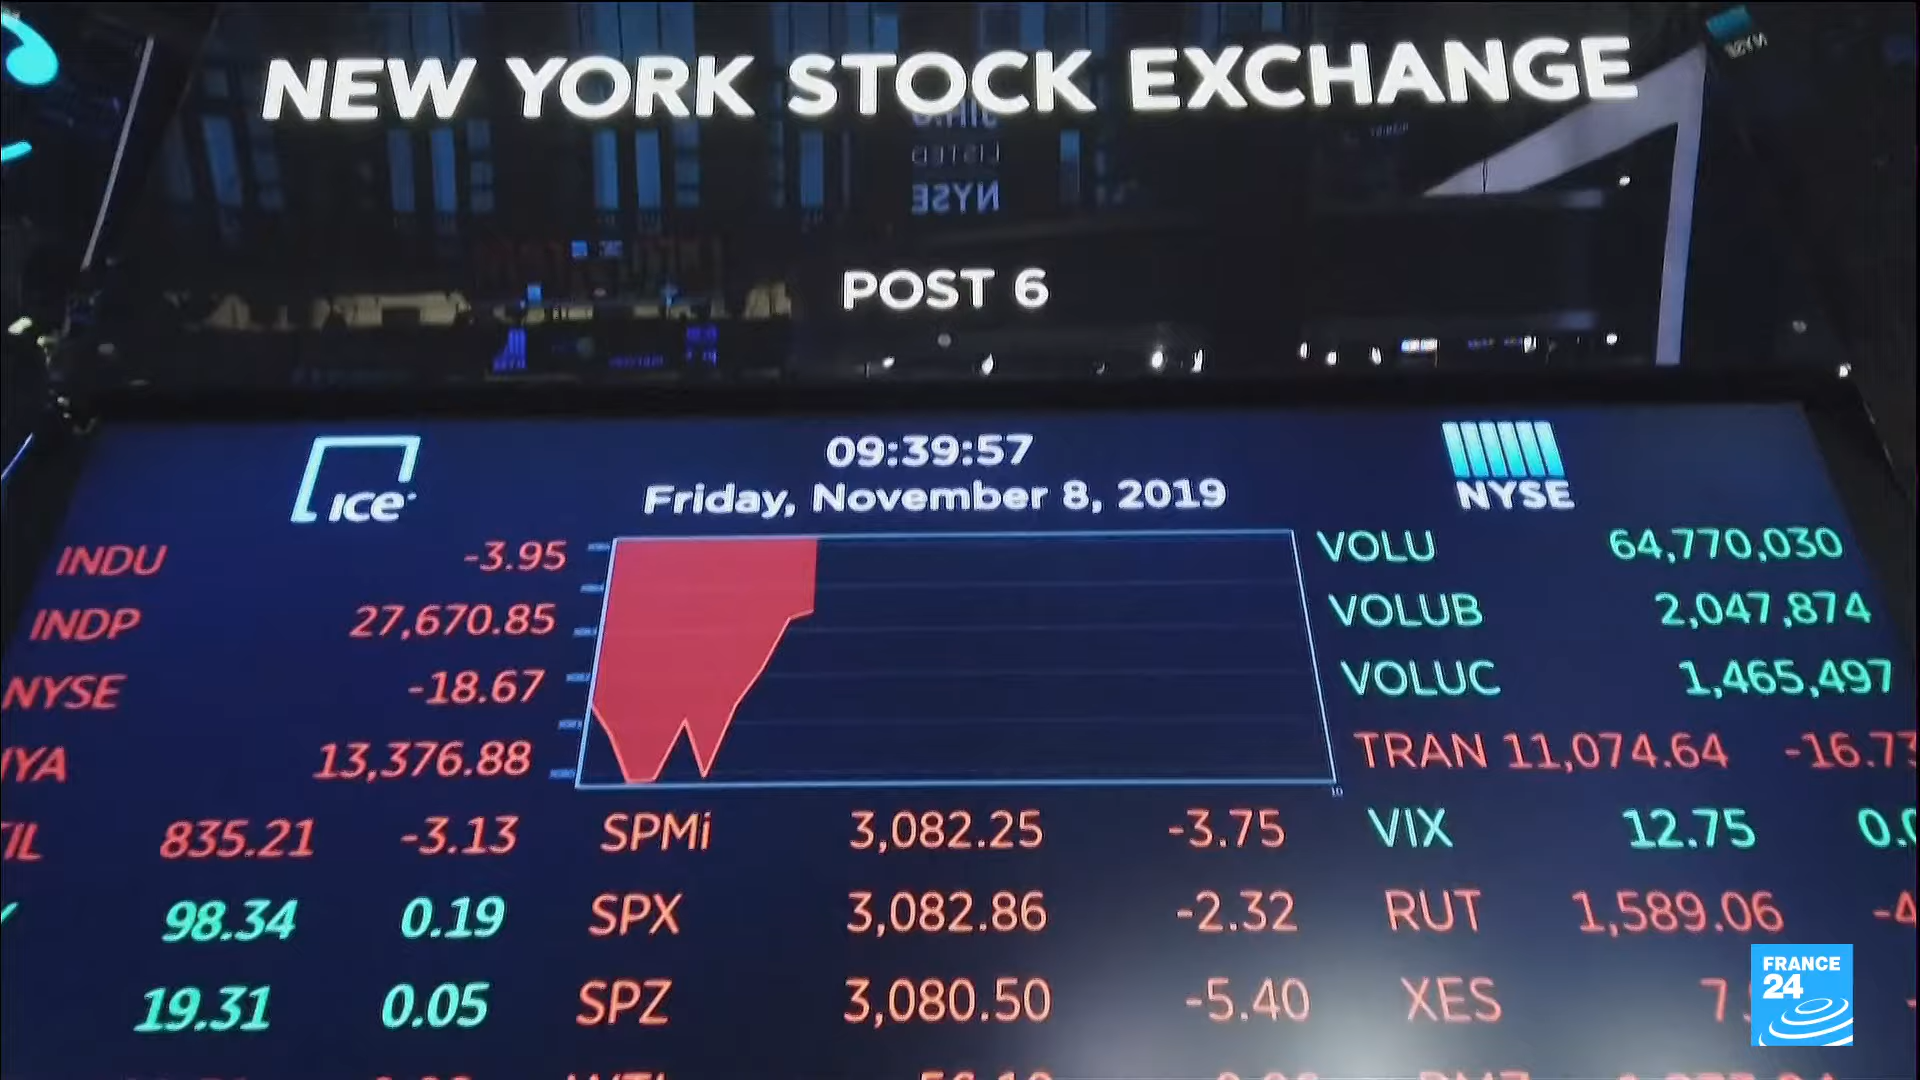 NEW YORK STOCK EXCHANGE
LISTED
NYSE
POST 6
ICE
09:39:57
Friday, November 8, 2019
NYSE
INDU -3.95
INDP 27,670.85
NYSE -18.67
13,376.88
835.21 -3.13
98.34 0.19
19.31 0.05
SPMi 3,082.25 -3.75
SPX 3,082.86 -2.32
SPZ 3,080.50 -5.40
VOLU 64,770,030
VOLUB 2,047,874
VOLUC 1,465,497
TRAN 11,074.64 -16.73
VIX 12.75
RUT 1,589.06
XES
FRANCE
24